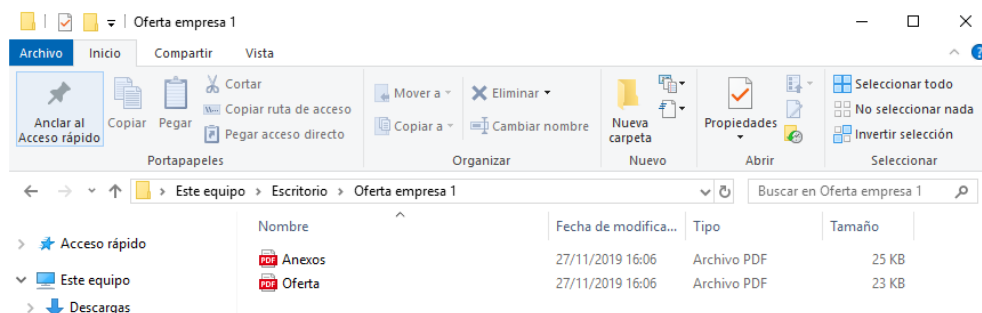 Oferta empresa 1
Archivo Inicio Compartir Vista
Anclar al Acceso rápido
Copiar
Pegar
Cortar
Copiar ruta de acceso
Pegar acceso directo
Portapapeles
Mover a
Copiar a
Eliminar
Cambiar nombre
Organizar
Nueva carpeta
Nuevo
Propiedades
Abrir
Seleccionar todo
No seleccionar nada
Invertir selección
Seleccionar
Este equipo > Escritorio > Oferta empresa 1
Buscar en Oferta empresa 1
Acceso rápido
Este equipo
Descargas
Nombre Fecha de modifica... Tipo Tamaño
PDF Anexos 27/11/2019 16:06 Archivo PDF 25 KB
PDF Oferta 27/11/2019 16:06 Archivo PDF 23 KB